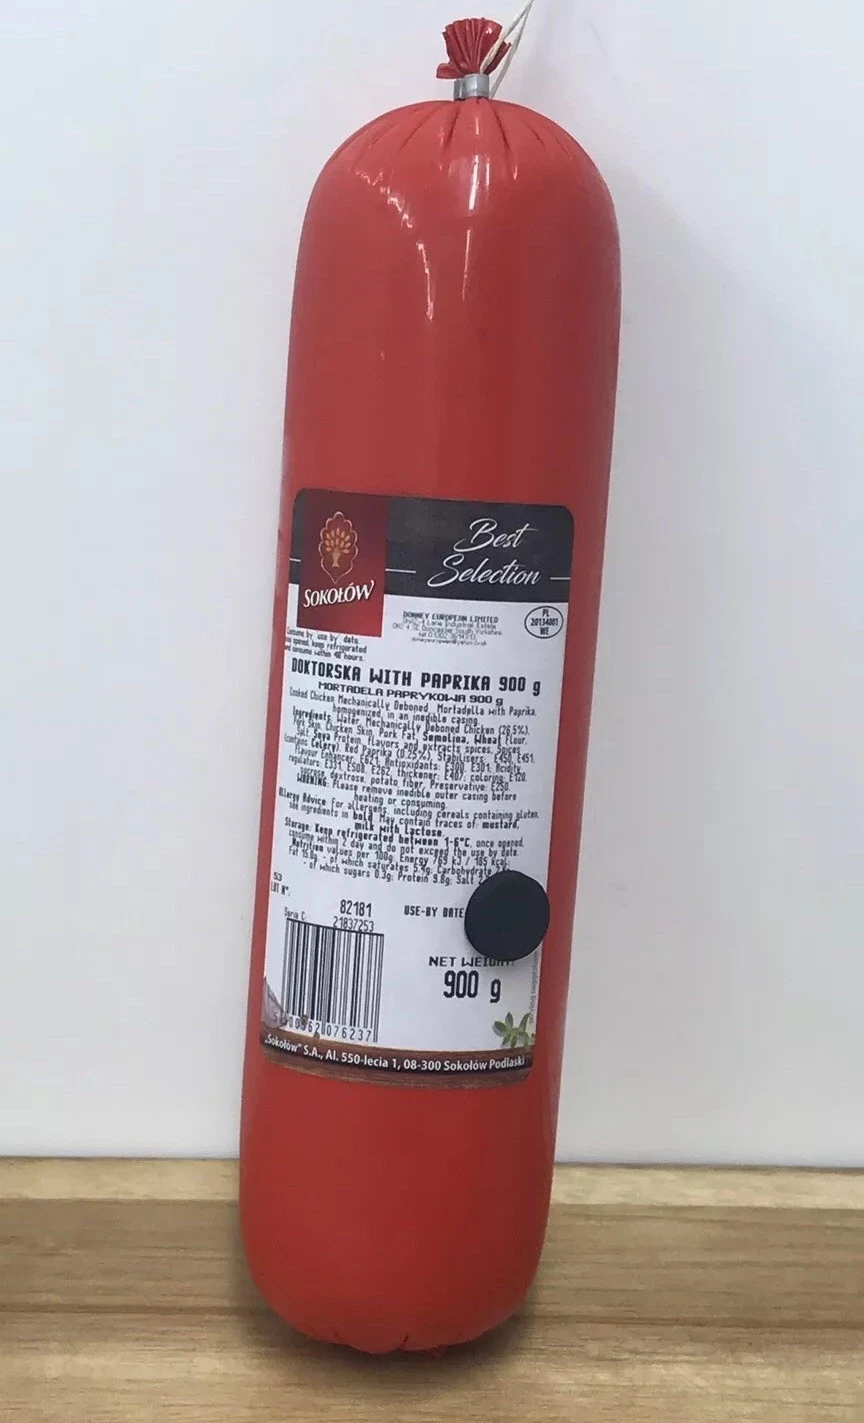 Best
Selection
SOKOŁÓW
PL
20134001
WE
DONNEY EUROPEAN LIMITED
Lane Industrial Estate
Doncaster South Yorkshire,
Consume by use by date.
opened, keep refrigerated
and consume within 48 hours.
DOKTORSKA WITH PAPRIKA 900 g
MORTADELA PAPRYKOWA 900 g
Cooked Chicken Mechanically Deboned Mortadella with Paprika,
homogenized, in an inedible casing
Ingredients: Water, Mechanically Deboned Chicken (26,5%),
Pork Skin, Chicken Skin, Pork Fat, Semolina, Wheat Flour,
Salt, Soya Protein, flavors and extracts spices, Spices
(contains Celery), Red Paprika (0,25%), Stabilisers: E450, E451,
Flavour Enhancer: E621, Antioxidants: E300, E301, Acidity
regulators: E331, E500, E262, thickener: E407, coloring: E120,
dextrose, potato fiber, Preservative: E250.
WARNING: Please remove inedible outer casing before
heating or consuming.
Allergy Advice: For allergens, including cereals containing gluten,
see ingredients in bold. May contain traces of: mustard,
milk with Lactose.
Storage: Keep refrigerated between 1-6°C, once opened,
consume within 2 day and do not exceed the use by date.
Nutrition values per 100g: Energy 769 kJ / 185 kcal;
Fat - of which saturates 5.4g; Carbohydrate
- of which sugars 0.3g; Protein 9.8g; Salt
53
LOT N°:
82181
21837253
USE-BY DATE
NET WEIGHT:
900 g
"Sokołów" S.A., Al. 550-lecia 1, 08-300 Sokołów Podlaski